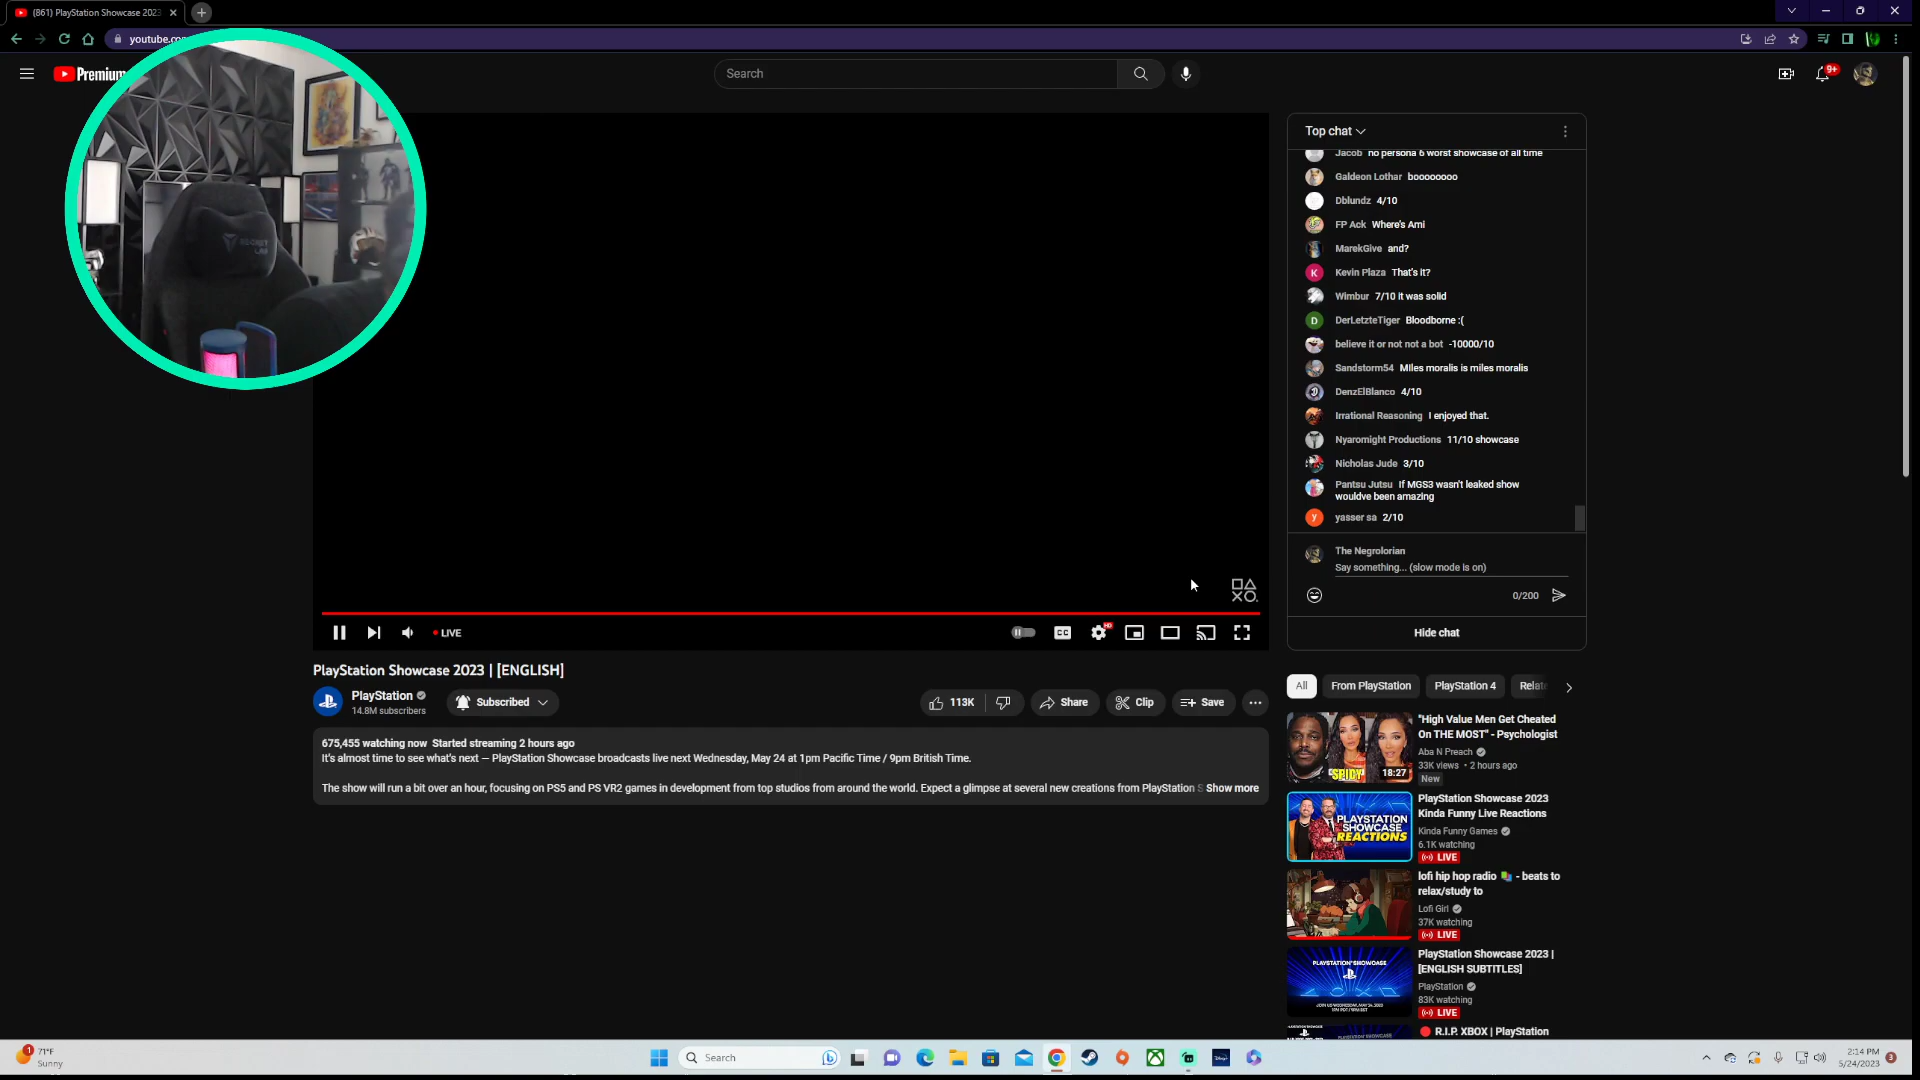 (861) PlayStation Showcase 2023
youtube.co
Premium
Search
9+
Top chat
Jacob no persona 6 worst showcase of all time
Galdeon Lothar boooooooo
Dblundz 4/10
FP Ack Where's Ami
MarekGive and?
K Kevin Plaza That's it?
Wimbur 7/10 it was solid
D DerLetzteTiger Bloodborne :(
believe it or not not a bot -10000/10
Sandstorm54 MIles moralis is miles moralis
DenzElBlanco 4/10
Irrational Reasoning I enjoyed that.
Nyaromight Productions 11/10 showcase
Nicholas Jude 3/10
Pantsu Jutsu If MGS3 wasn't leaked show
wouldve been amazing
y yasser sa 2/10
The Negrolorian
Say something... (slow mode is on)
0/200
Hide chat
LIVE
CC
HD
PlayStation Showcase 2023 | [ENGLISH]
PlayStation
14.8M subscribers
Subscribed
113K
Share
Clip
Save
675,455 watching now Started streaming 2 hours ago
It's almost time to see what's next — PlayStation Showcase broadcasts live next Wednesday, May 24 at 1pm Pacific Time / 9pm British Time.
The show will run a bit over an hour, focusing on PS5 and PS VR2 games in development from top studios from around the world. Expect a glimpse at several new creations from PlayStation S Show more
All
From PlayStation
PlayStation 4
Relate
"High Value Men Get Cheated
On THE MOST" - Psychologist
Aba N Preach
33K views • 2 hours ago
New
18:27
PLAYSTATION
SHOWCASE
REACTIONS
PlayStation Showcase 2023
Kinda Funny Live Reactions
Kinda Funny Games
6.1K watching
LIVE
lofi hip hop radio - beats to
relax/study to
Lofi Girl
37K watching
LIVE
PLAYSTATION SHOWCASE
PlayStation Showcase 2023 |
[ENGLISH SUBTITLES]
PlayStation
83K watching
LIVE
R.I.P. XBOX | PlayStation
1
71°F
Sunny
Search
2:14 PM
5/24/2023
3